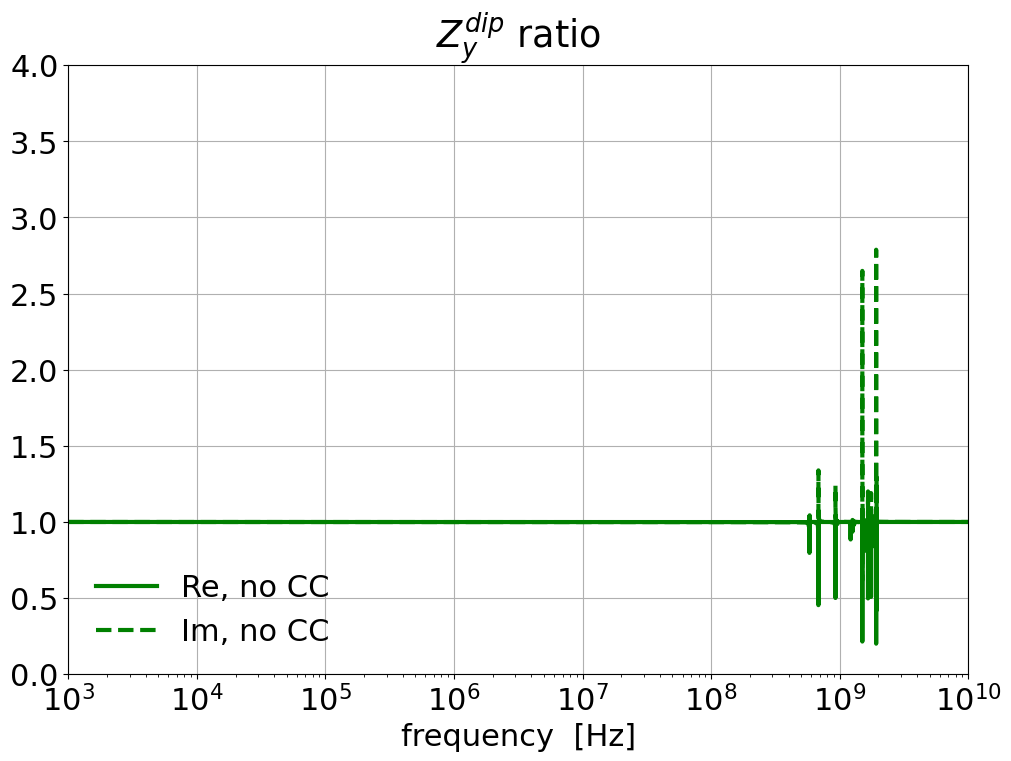 $Z_y^{dip}$ ratio
4.0
3.5
3.0
2.5
2.0
1.5
1.0
0.5
0.0
Re, no CC
Im, no CC
$10^3$ $10^4$ $10^5$ $10^6$ $10^7$ $10^8$ $10^9$ $10^{10}$
frequency [Hz]